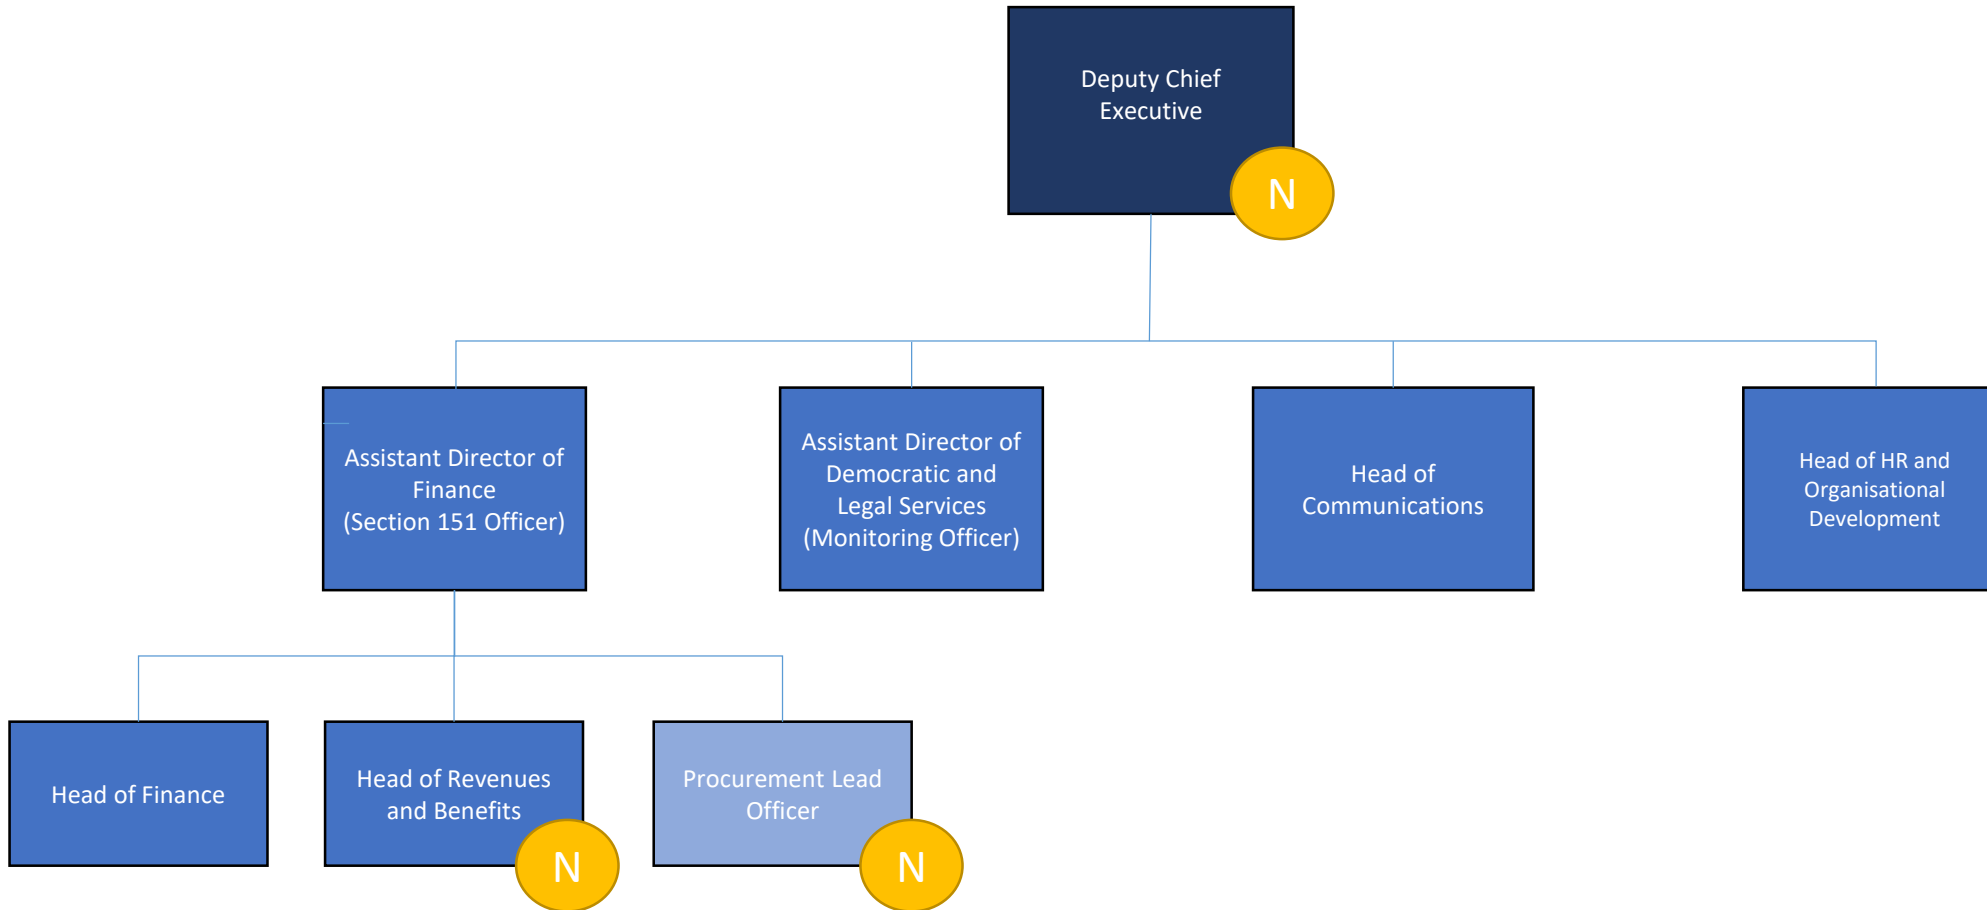 Deputy Chief
Executive
N
Assistant Director of
Finance
(Section 151 Officer)
Assistant Director of
Democratic and
Legal Services
(Monitoring Officer)
Head of
Communications
Head of HR and
Organisational
Development
Head of Finance
Head of Revenues
and Benefits
N
Procurement Lead
Officer
N